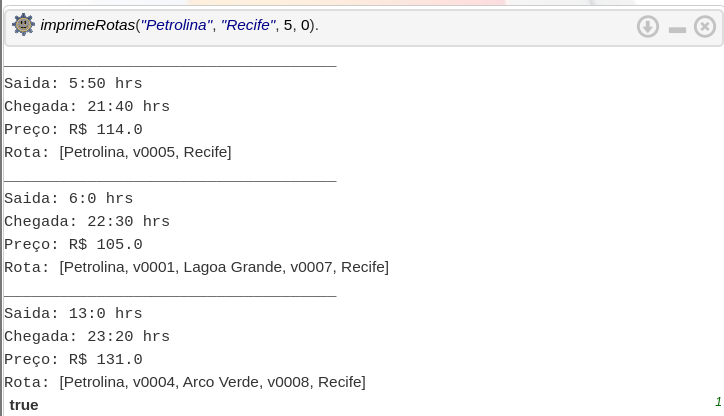 imprimeRotas("Petrolina", "Recife", 5, 0).
____________________________________
Saida: 5:50 hrs
Chegada: 21:40 hrs
Preço: R$ 114.0
Rota: [Petrolina, v0005, Recife]
____________________________________
Saida: 6:0 hrs
Chegada: 22:30 hrs
Preço: R$ 105.0
Rota: [Petrolina, v0001, Lagoa Grande, v0007, Recife]
____________________________________
Saida: 13:0 hrs
Chegada: 23:20 hrs
Preço: R$ 131.0
Rota: [Petrolina, v0004, Arco Verde, v0008, Recife]
true
1